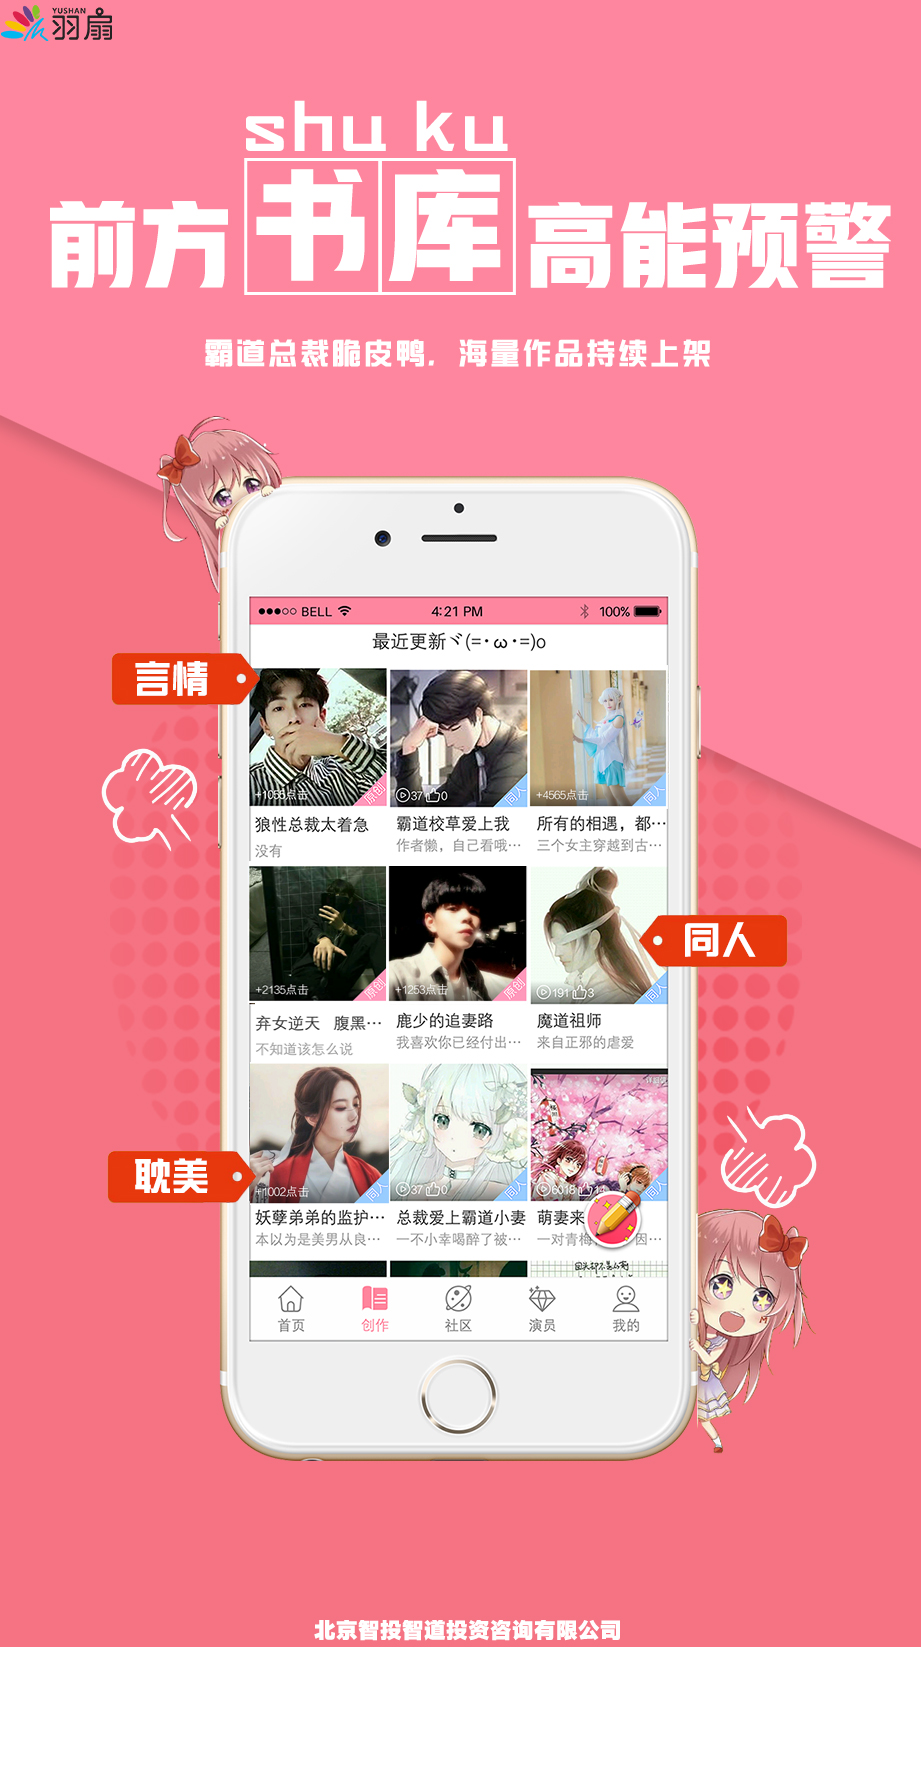 YUSHAN
羽扇
shu ku
前方书库高能预警
霸道总裁脆皮鸭，海量作品持续上架
BELL 4:21 PM 100%
最近更新ヾ(=･ω･=)o
言情
+1066点击 原创
37 0 同人
+4565点击 同人
狼性总裁太着急
霸道校草爱上我
所有的相遇，都…
没有
作者懒，自己看哦…
三个女主穿越到古…
+2135点击 原创
+1253点击 原创
191 3 同人
同人
弃女逆天 腹黑…
鹿少的追妻路
魔道祖师
不知道该怎么说
我喜欢你已经付出…
来自正邪的虐爱
耽美
+1002点击 同人
37 0 同人
6018 同人
妖孽弟弟的监护…
总裁爱上霸道小妻
萌妻来
本以为是美男从良…
一不小幸喝醉了被…
一对青梅 因…
首页
创作
社区
演员
我的
北京智投智道投资咨询有限公司